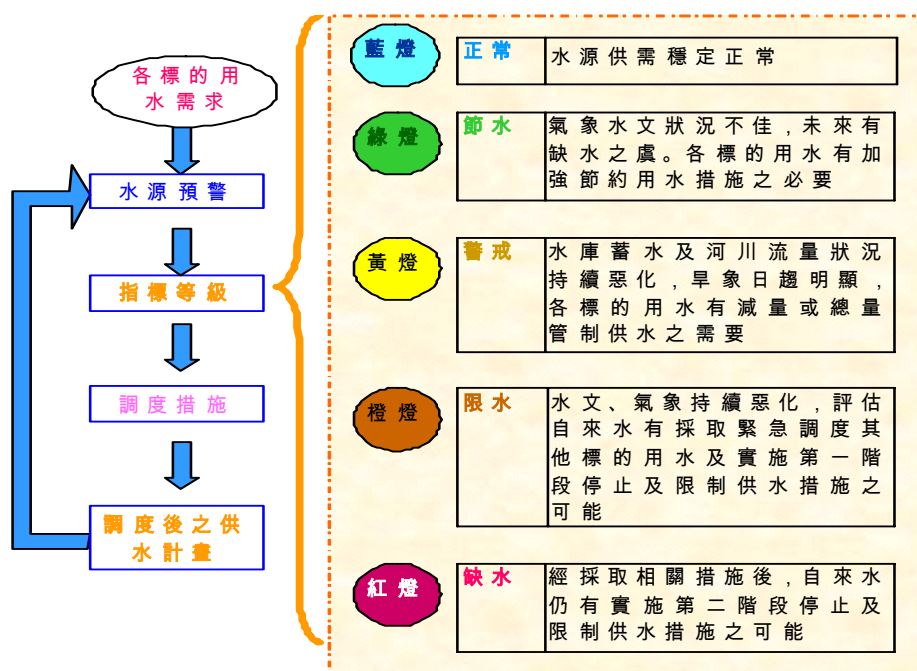 各標的用
水需求
水源預警
指標等級
調度措施
調度後之供
水計畫
藍燈
正常
水源供需穩定正常
綠燈
節水
氣象水文狀況不佳,未來有
缺水之虞。各標的用水有加
強節約用水措施之必要
黃燈
警戒
水庫蓄水及河川流量狀況
持續惡化,旱象日趨明顯,
各標的用水有減量或總量
管制供水之需要
橙燈
限水
水文、氣象持續惡化,評估
自來水有採取緊急調度其
他標的用水及實施第一階
段停止及限制供水措施之
可能
紅燈
缺水
經採取相關措施後,自來水
仍有實施第二階段停止及
限制供水措施之可能